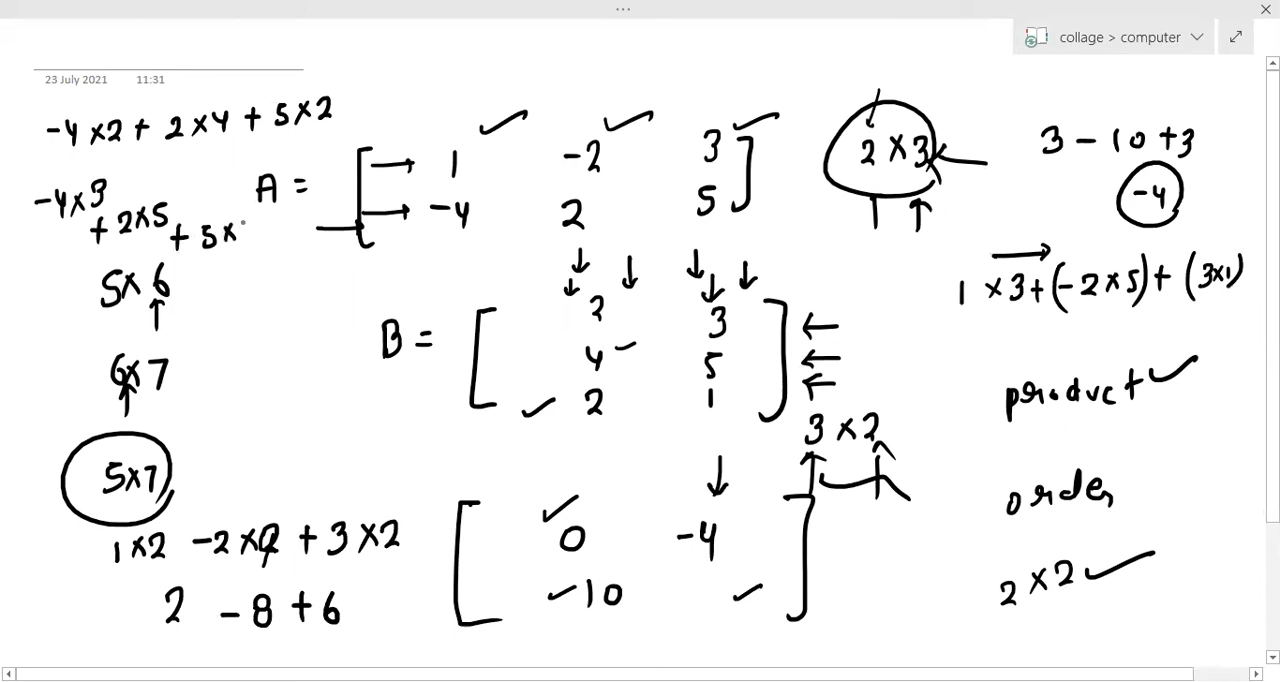 collage > computer
23 July 2021 11:31
-4×2 + 2×4 + 5×2
-4×3
+ 2×5 + 5×
5×6
6×7
5×7
A = [ → 1 -2 3
→ -4 2 5 ]
2×3
3 - 10 + 3
-4
1 ×3+(-2×5)+(3×1)
B = [ 2 3
4 5
2 1 ]
3×2
product ✓
order
2×2 ✓
1×2 -2×4 + 3×2
2 -8 +6
[ 0 -4
10 ]